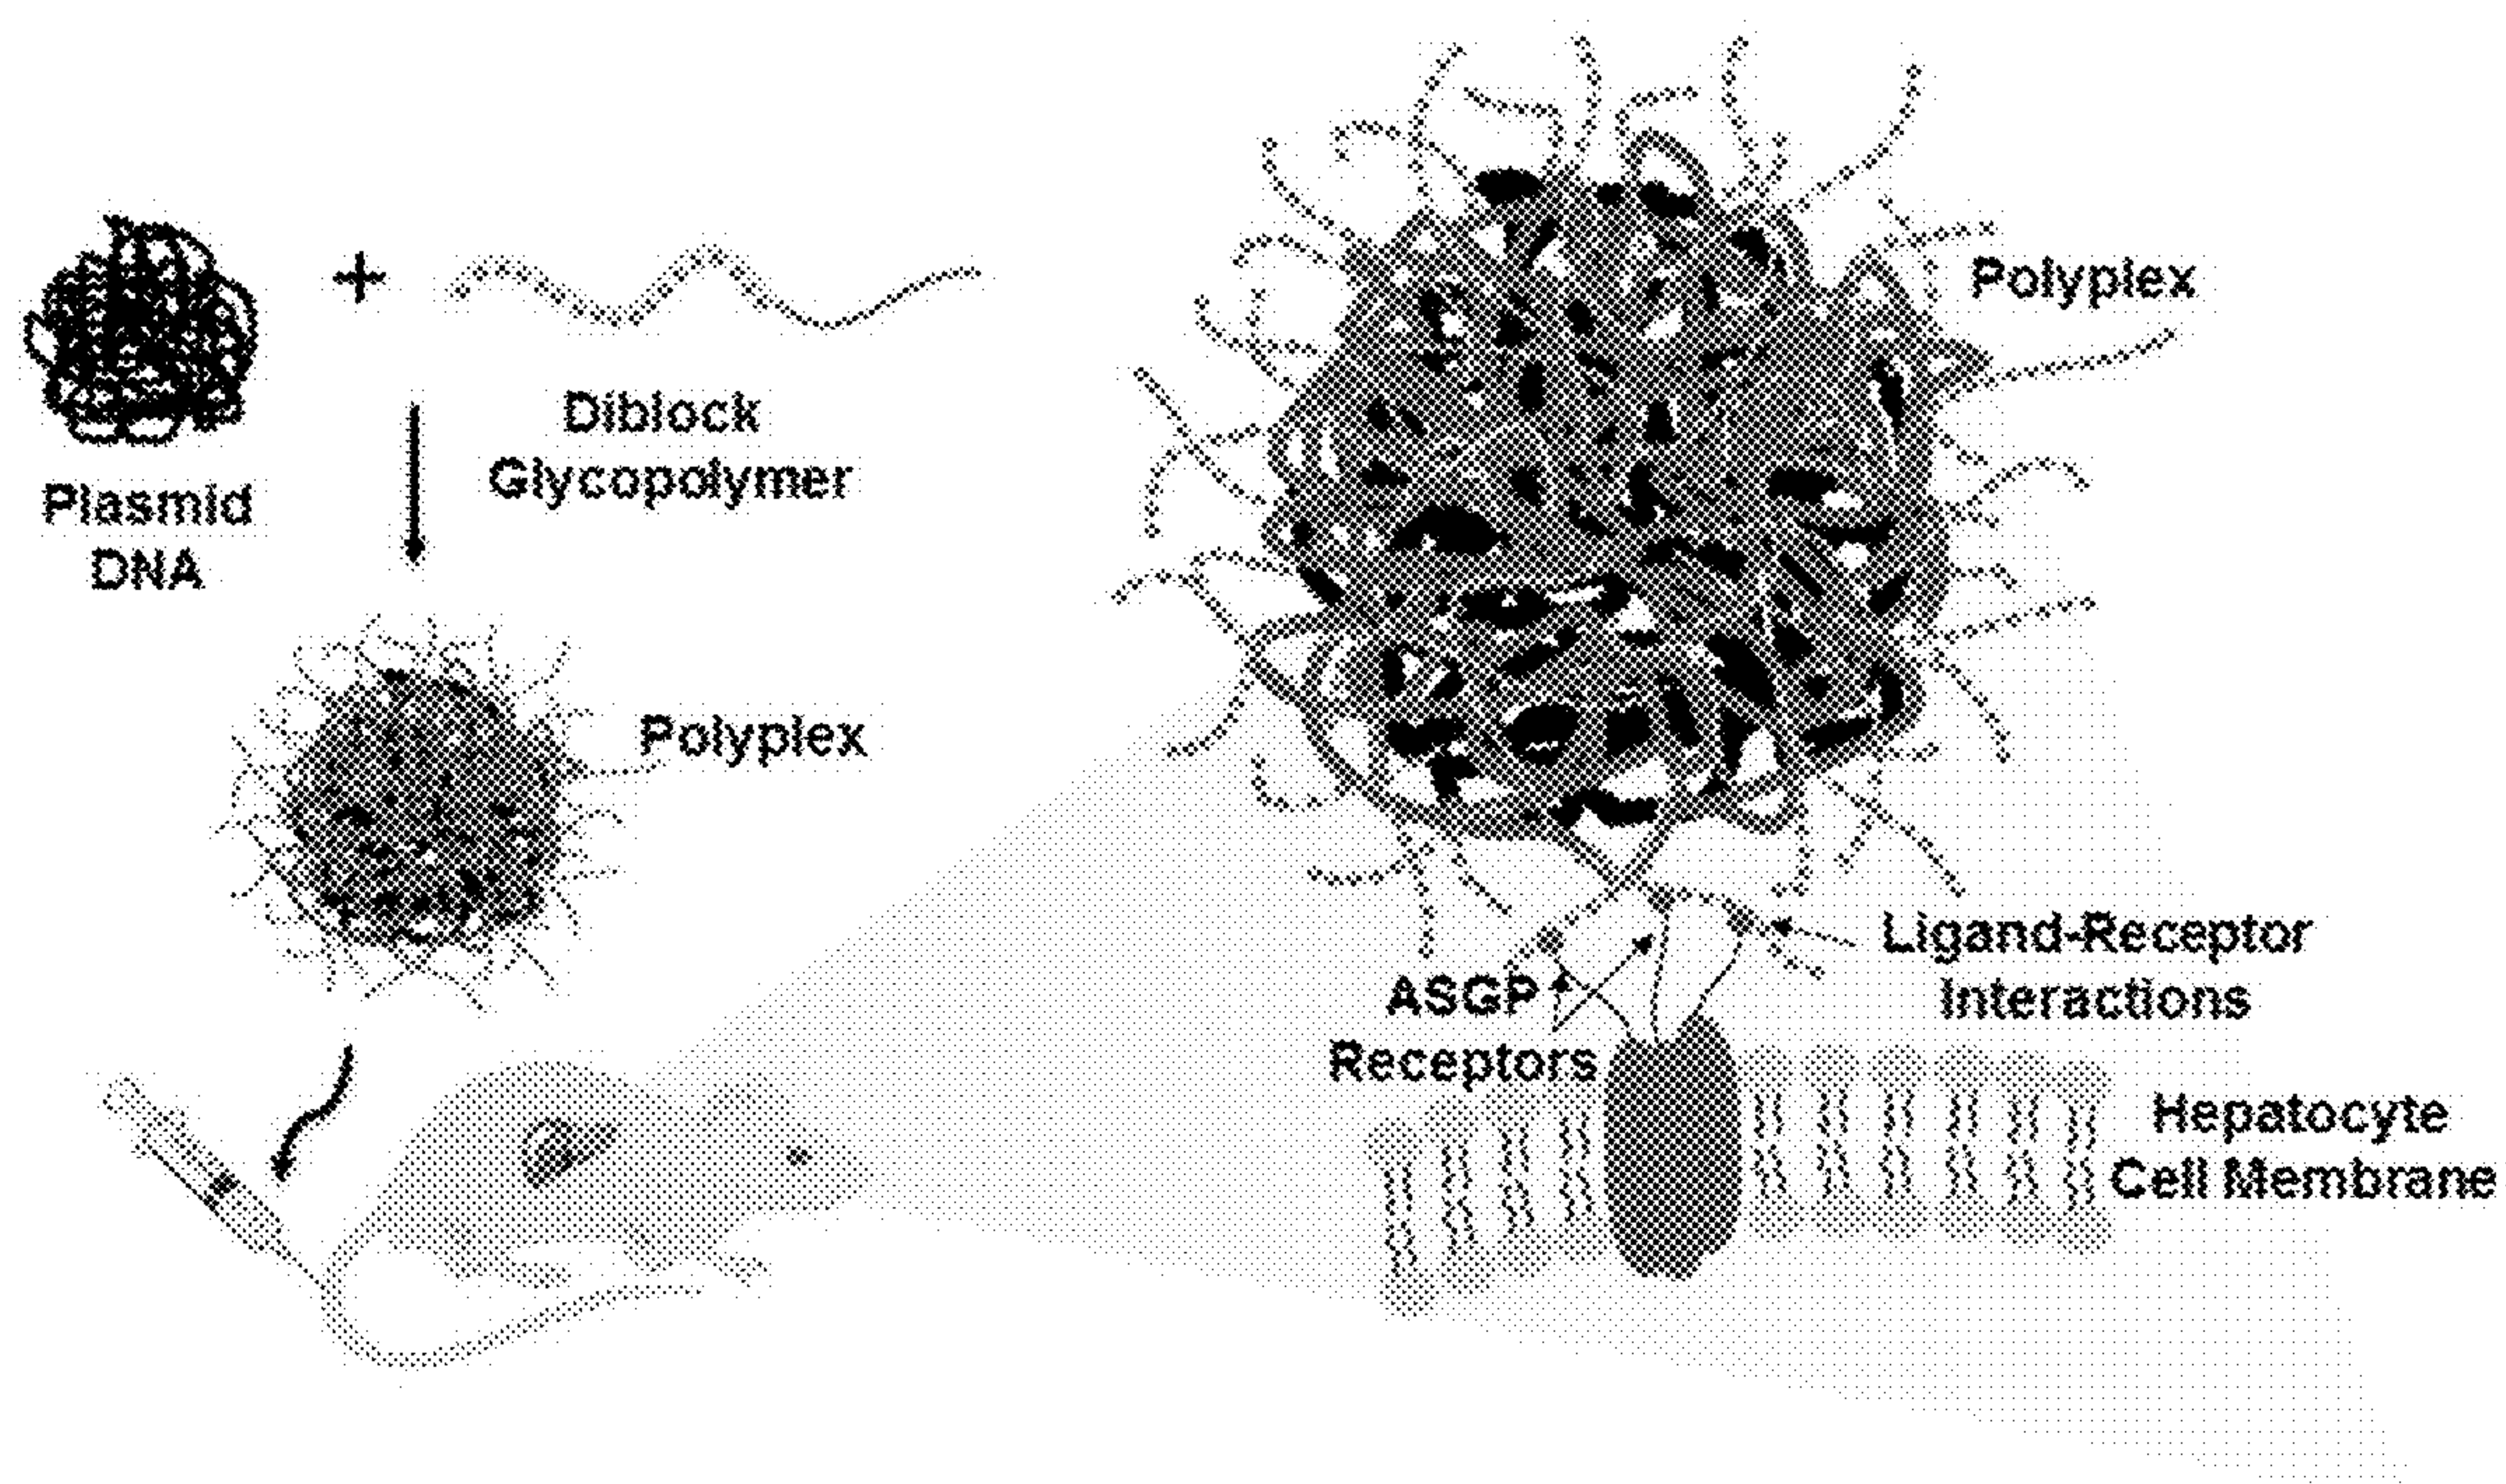 Plasmid
DNA
+
Diblock
Glycopolymer
Polyplex
Polyplex
Ligand-Receptor
Interactions
ASGP
Receptors
Hepatocyte
Cell Membrane